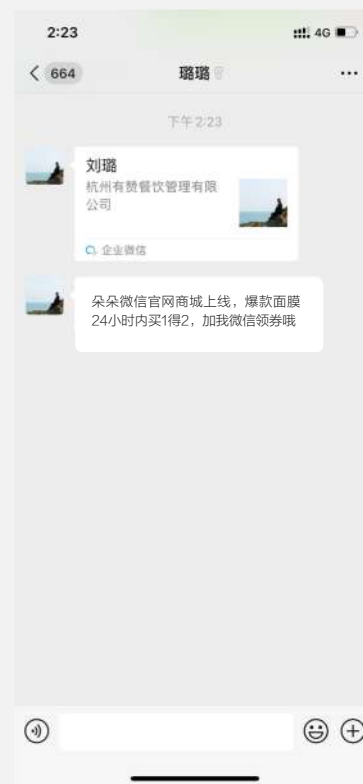 2:23
4G
664
璐璐
下午2:23
刘璐
杭州有赞餐饮管理有限
公司
企业微信
朵朵微信官网商城上线，爆款面膜
24小时内买1得2，加我微信领券哦